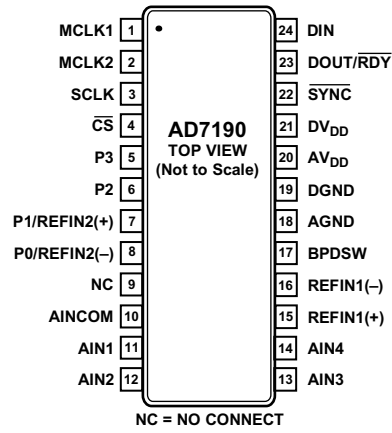 MCLK1 1
MCLK2 2
SCLK 3
C̅S̅ 4
P3 5
P2 6
P1/REFIN2(+) 7
P0/REFIN2(–) 8
NC 9
AINCOM 10
AIN1 11
AIN2 12
AD7190
TOP VIEW
(Not to Scale)
24 DIN
23 DOUT/R̅D̅Y̅
22 S̅Y̅N̅C̅
21 DVDD
20 AVDD
19 DGND
18 AGND
17 BPDSW
16 REFIN1(–)
15 REFIN1(+)
14 AIN4
13 AIN3
NC = NO CONNECT